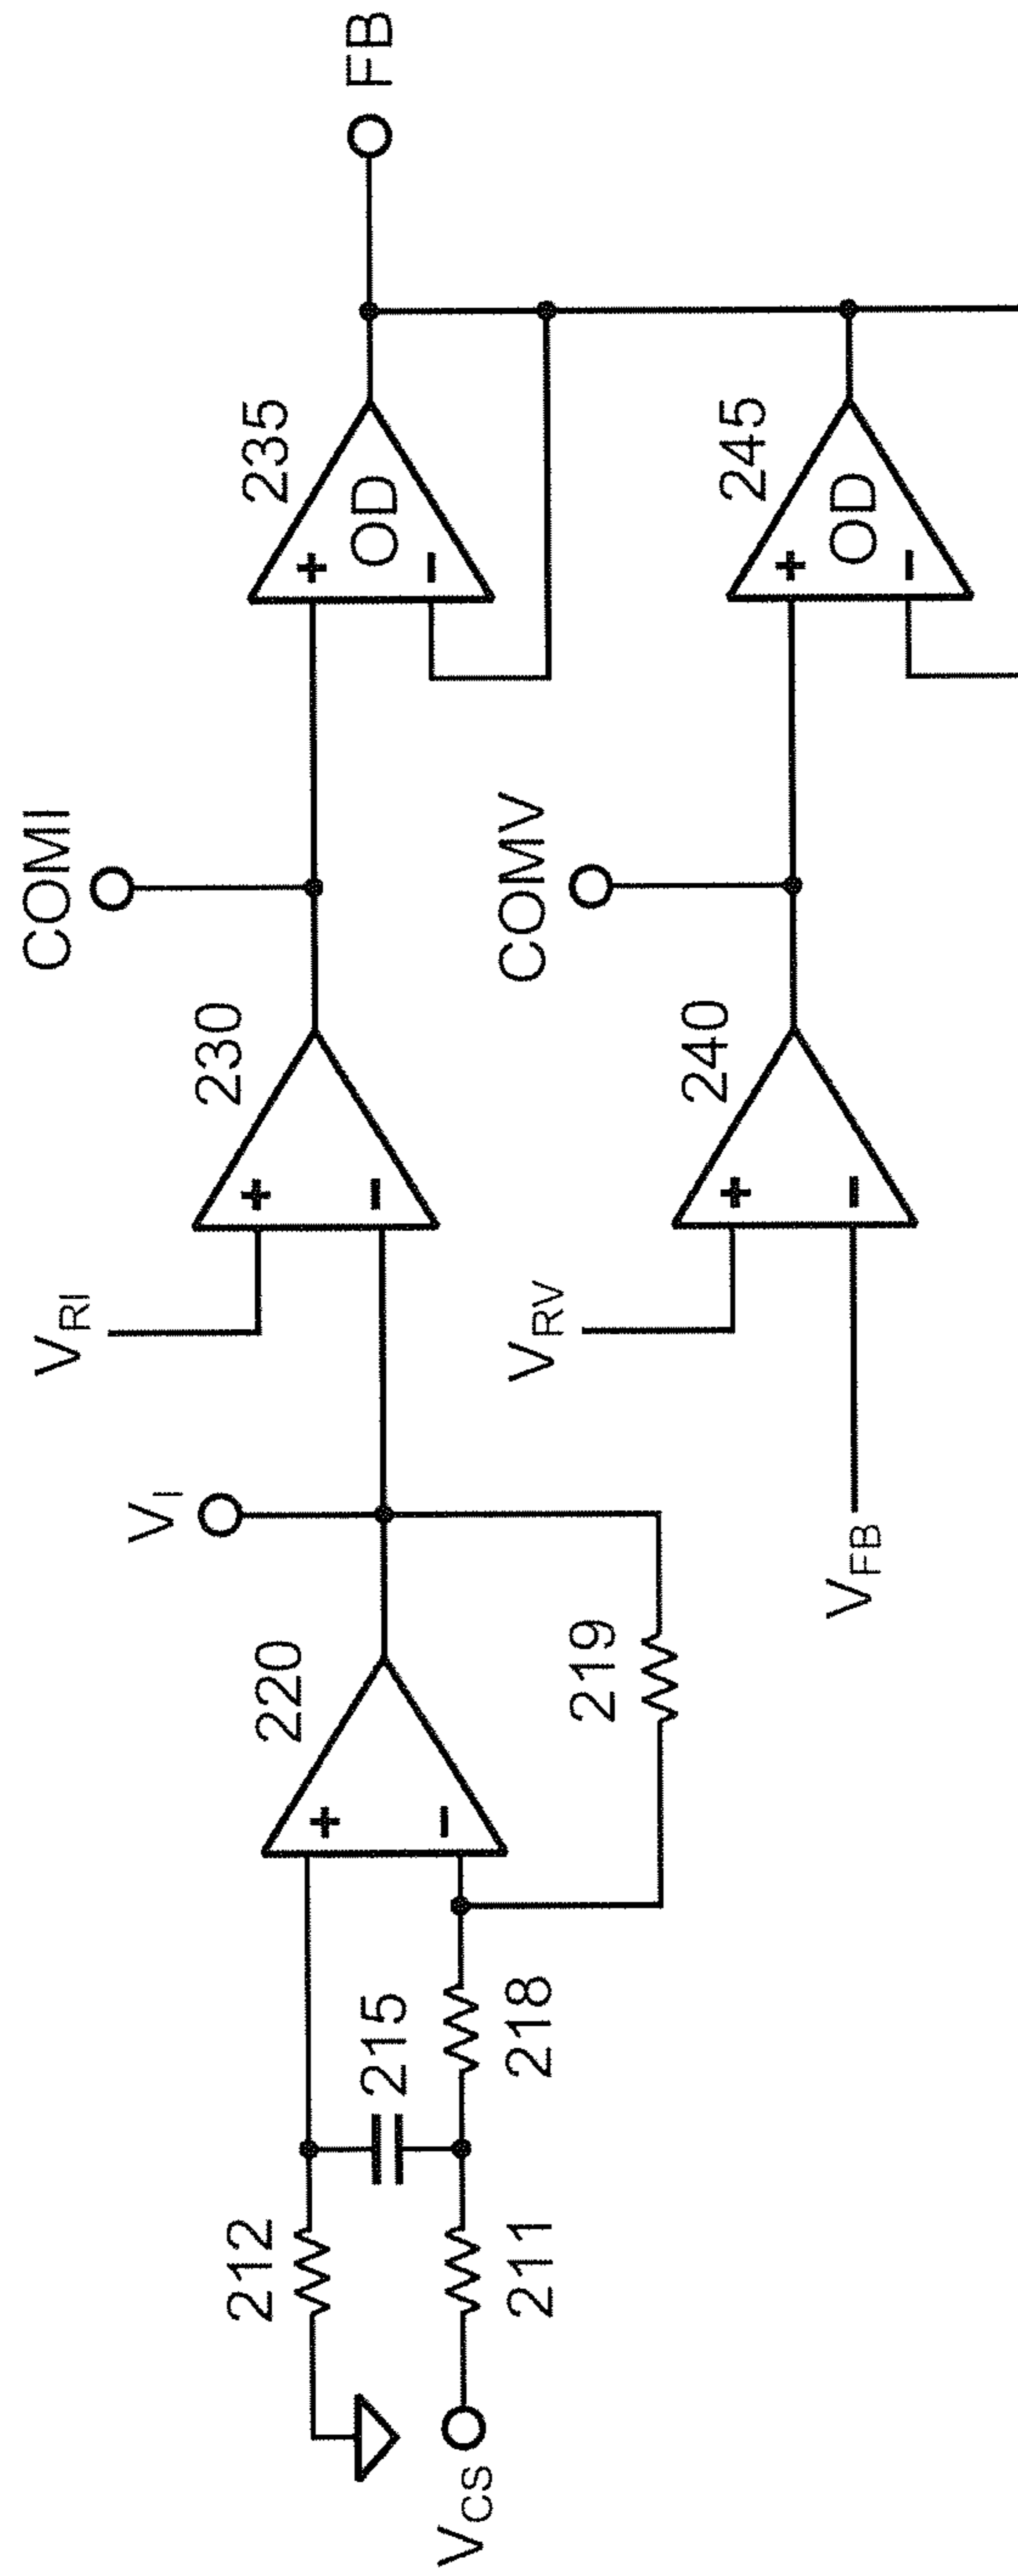 V_CS
212
211
215
218
220
+
−
219
V_I
V_RI
230
+
−
COMI
235
+
−
OD
FB
V_FB
V_RV
240
+
−
COMV
245
+
−
OD